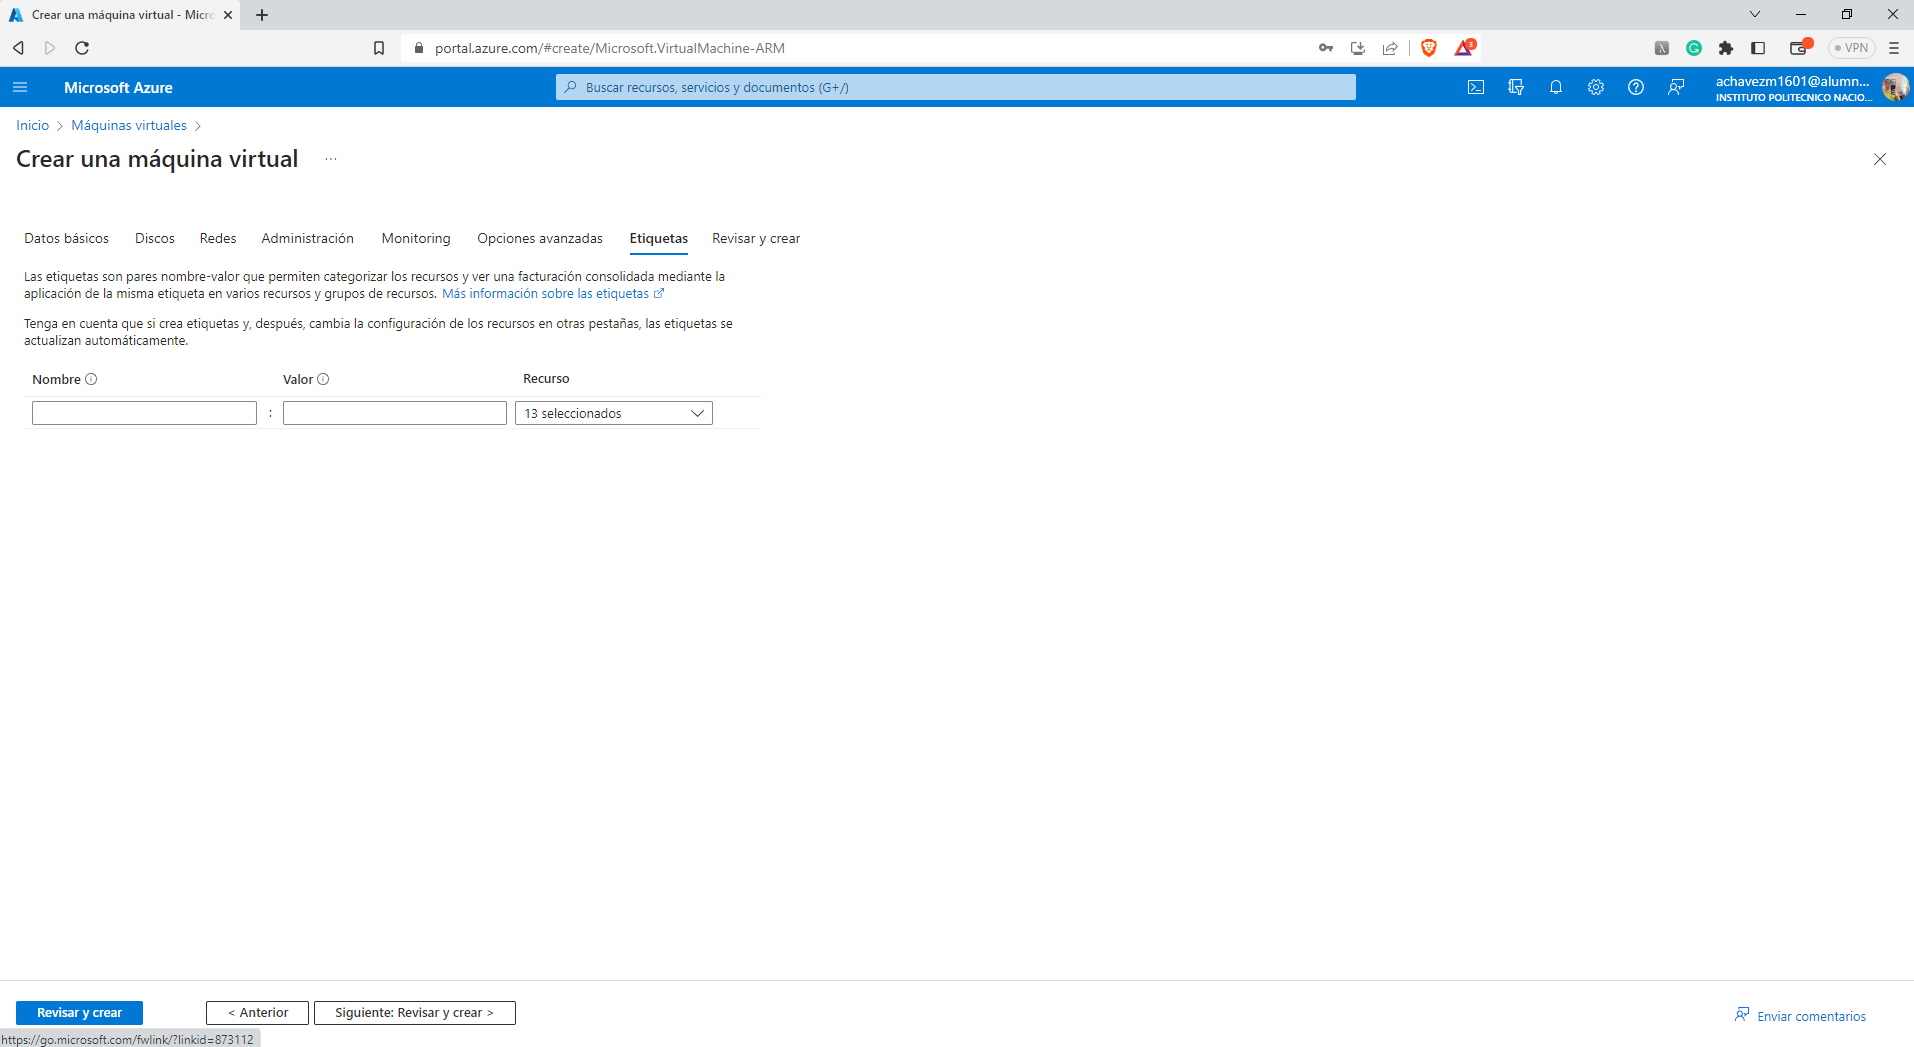 Crear una máquina virtual - Micro
portal.azure.com/#create/Microsoft.VirtualMachine-ARM
3
VPN
Microsoft Azure
Buscar recursos, servicios y documentos (G+/)
achavezm1601@alumn...
INSTITUTO POLITECNICO NACIO...
Inicio > Máquinas virtuales >
Crear una máquina virtual ...
Datos básicos Discos Redes Administración Monitoring Opciones avanzadas Etiquetas Revisar y crear
Las etiquetas son pares nombre-valor que permiten categorizar los recursos y ver una facturación consolidada mediante la
aplicación de la misma etiqueta en varios recursos y grupos de recursos. Más información sobre las etiquetas
Tenga en cuenta que si crea etiquetas y, después, cambia la configuración de los recursos en otras pestañas, las etiquetas se
actualizan automáticamente.
Nombre Valor Recurso
: 13 seleccionados
Revisar y crear < Anterior Siguiente: Revisar y crear >
Enviar comentarios
https://go.microsoft.com/fwlink/?linkid=873112